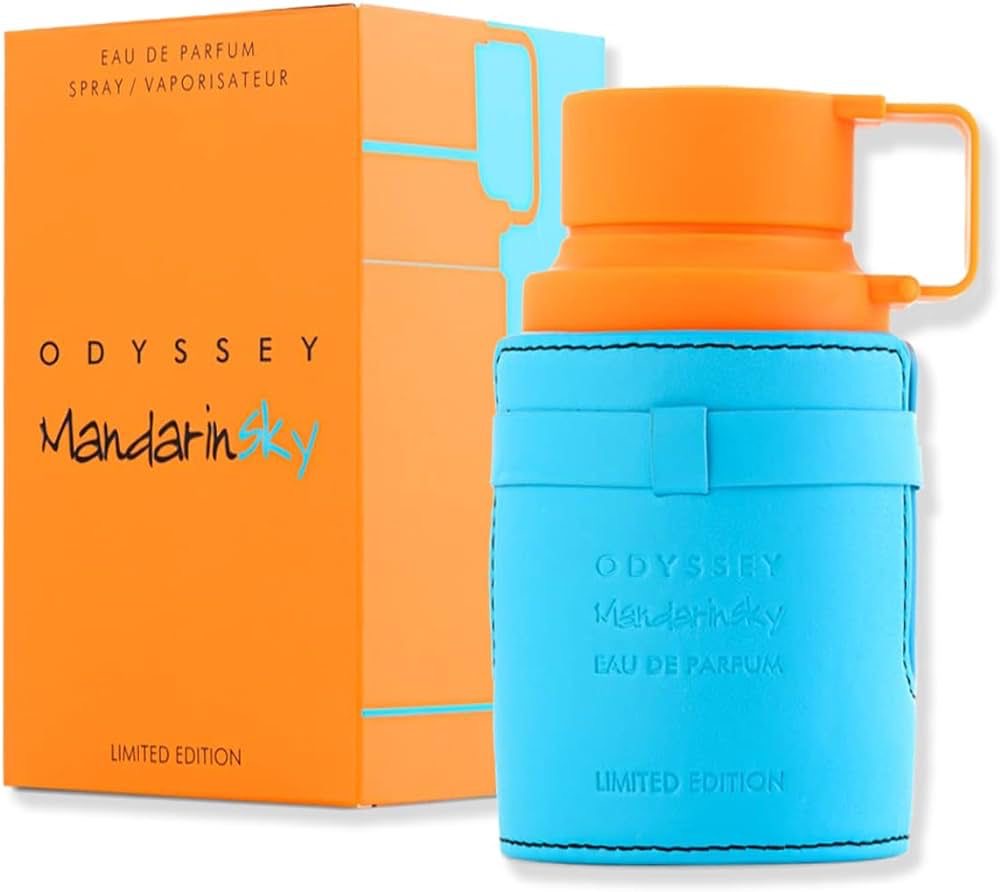 EAU DE PARFUM
SPRAY / VAPORISATEUR
ODYSSEY
MandarinSky
LIMITED EDITION
ODYSSEY
MandarinSky
EAU DE PARFUM
LIMITED EDITION